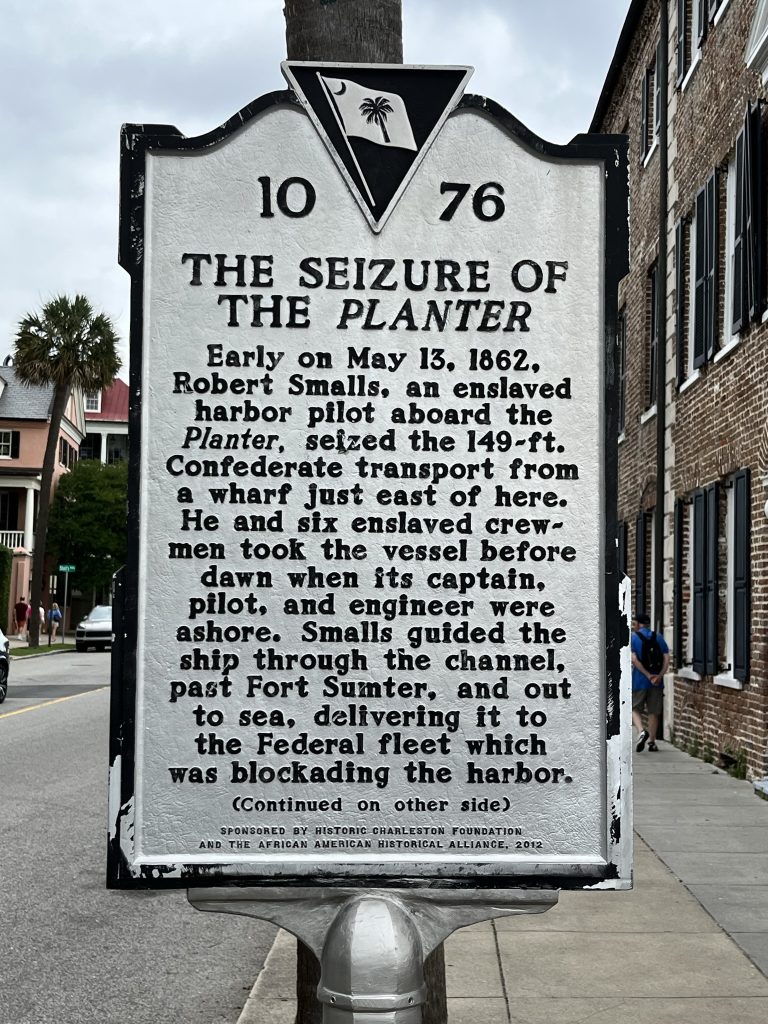 10 76
THE SEIZURE OF
THE PLANTER
Early on May 13, 1862,
Robert Smalls, an enslaved
harbor pilot aboard the
Planter, seized the 149-ft.
Confederate transport from
a wharf just east of here.
He and six enslaved crew-
men took the vessel before
dawn when its captain,
pilot, and engineer were
ashore. Smalls guided the
ship through the channel,
past Fort Sumter, and out
to sea, delivering it to
the Federal fleet which
was blockading the harbor.
(Continued on other side)
SPONSORED BY HISTORIC CHARLESTON FOUNDATION
AND THE AFRICAN AMERICAN HISTORICAL ALLIANCE, 2012